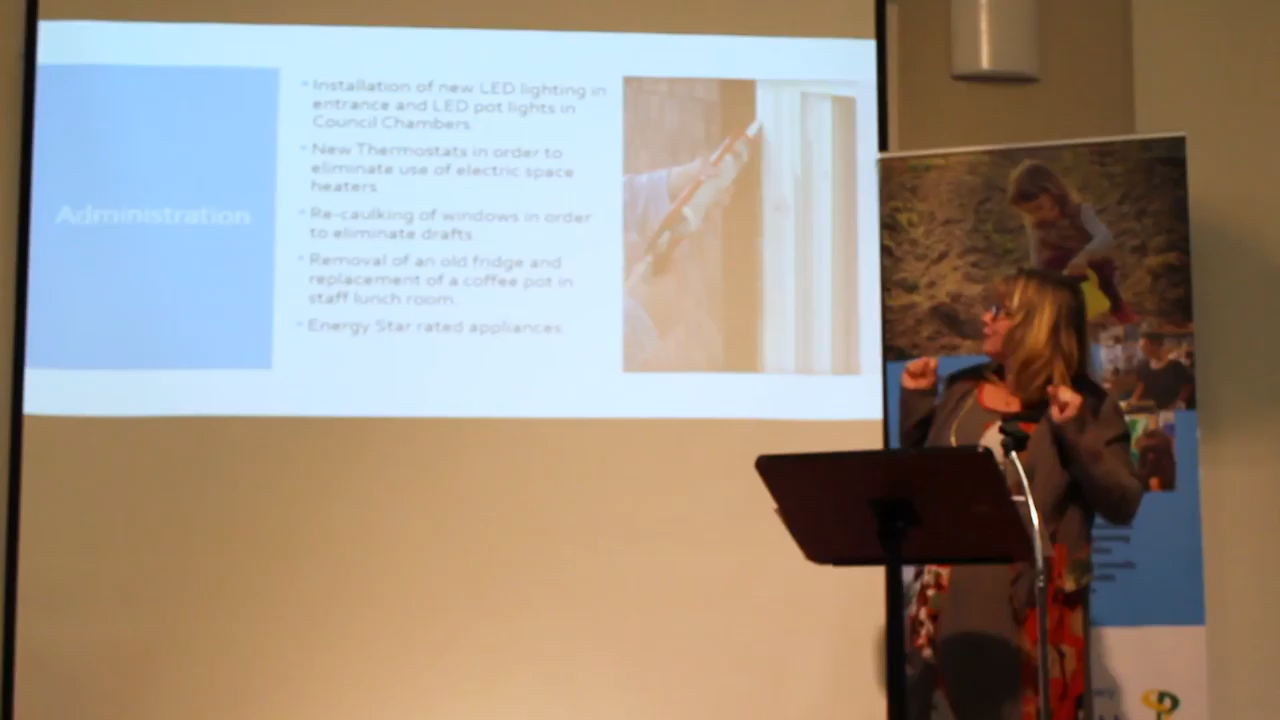 Administration
Installation of new LED lighting in
entrance and LED pot lights in
Council Chambers.
New Thermostats in order to
eliminate use of electric space
heaters.
Re-caulking of windows in order
to eliminate drafts.
Removal of an old fridge and
replacement of a coffee pot in
staff lunch room.
Energy Star rated appliances.